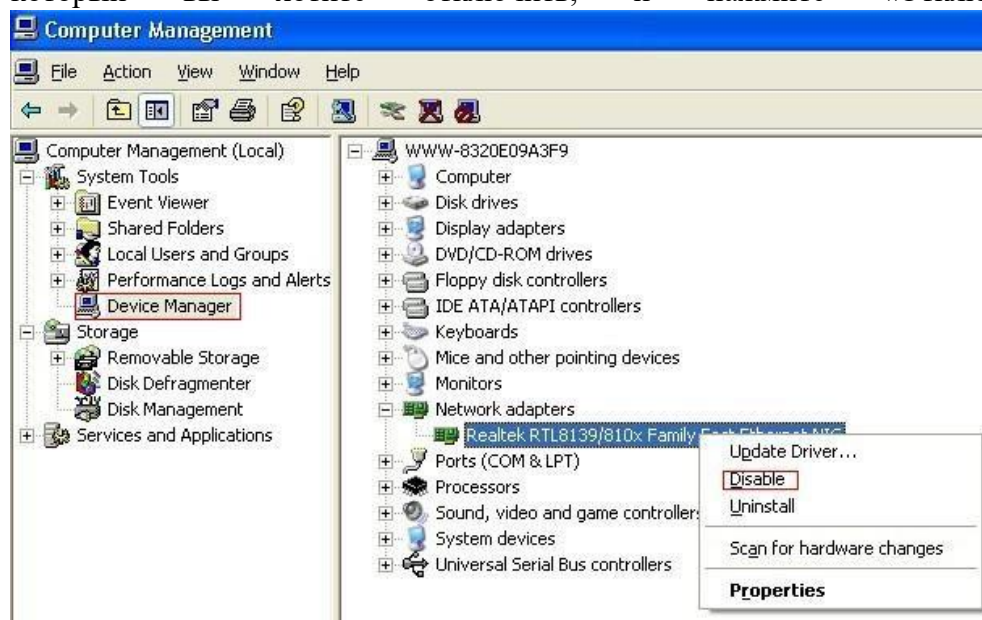 Computer Management
File Action View Window Help
Computer Management (Local)
System Tools
Event Viewer
Shared Folders
Local Users and Groups
Performance Logs and Alerts
Device Manager
Storage
Removable Storage
Disk Defragmenter
Disk Management
Services and Applications
WWW-8320E09A3F9
Computer
Disk drives
Display adapters
DVD/CD-ROM drives
Floppy disk controllers
IDE ATA/ATAPI controllers
Keyboards
Mice and other pointing devices
Monitors
Network adapters
Realtek RTL8139/810x Family Fast Ethernet NIC
Ports (COM & LPT)
Processors
Sound, video and game controllers
System devices
Universal Serial Bus controllers
Update Driver...
Disable
Uninstall
Scan for hardware changes
Properties